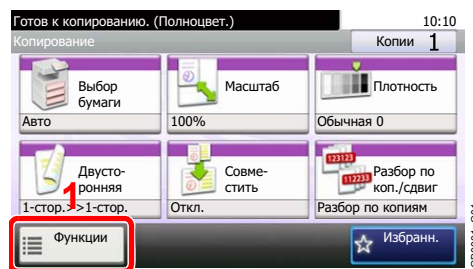 Готов к копированию. (Полноцвет.) 10:10
Копирование Копии 1
Выбор бумаги
Авто
Масштаб
100%
Плотность
Обычная 0
Двусто-
ронняя
1-стор.>>1-стор.
Совме-
стить
Откл.
123123
112233
Разбор по
коп./сдвиг
Разбор по копиям
1
Функции
Избранн.